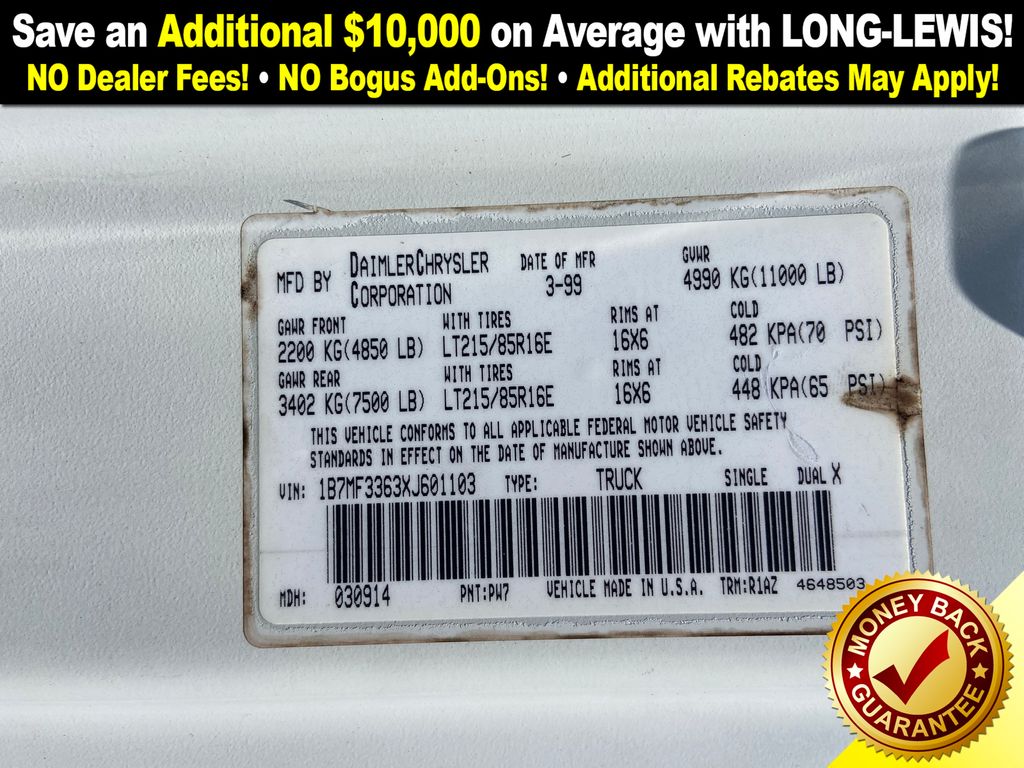 Save an Additional $10,000 on Average with LONG-LEWIS!
NO Dealer Fees! • NO Bogus Add-Ons! • Additional Rebates May Apply!
MFD BY DAIMLERCHRYSLER CORPORATION DATE OF MFR 3-99 GVWR 4990 KG(11000 LB)
GAWR FRONT WITH TIRES RIMS AT COLD
2200 KG(4850 LB) LT215/85R16E 16X6 482 KPA(70 PSI)
GAWR REAR WITH TIRES RIMS AT COLD
3402 KG(7500 LB) LT215/85R16E 16X6 448 KPA(65 PSI)
THIS VEHICLE CONFORMS TO ALL APPLICABLE FEDERAL MOTOR VEHICLE SAFETY
STANDARDS IN EFFECT ON THE DATE OF MANUFACTURE SHOWN ABOVE.
VIN: 1B7MF3363XJ601103 TYPE: TRUCK SINGLE DUAL X
MDH: 030914 PNT:PW7 VEHICLE MADE IN U.S.A. TRM:R1AZ 4648503
MONEY BACK
GUARANTEE